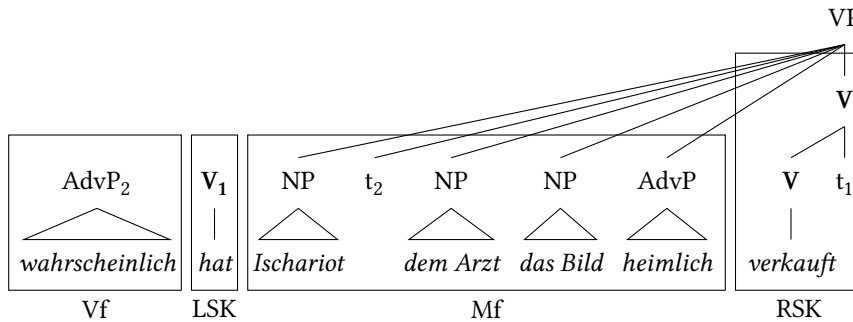 VP
V
AdvP₂ V₁ NP t₂ NP NP AdvP V t₁
wahrscheinlich hat Ischariot dem Arzt das Bild heimlich verkauft
Vf LSK Mf RSK